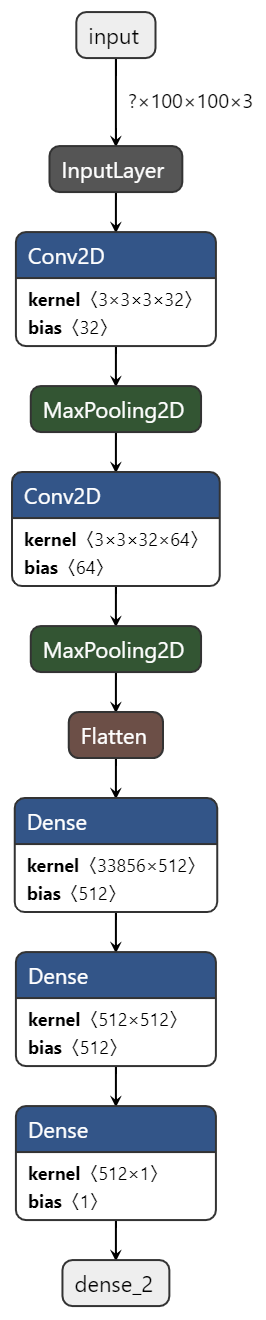 input
?×100×100×3
InputLayer
Conv2D
kernel〈3×3×3×32〉
bias〈32〉
MaxPooling2D
Conv2D
kernel〈3×3×32×64〉
bias〈64〉
MaxPooling2D
Flatten
Dense
kernel〈33856×512〉
bias〈512〉
Dense
kernel〈512×512〉
bias〈512〉
Dense
kernel〈512×1〉
bias〈1〉
dense_2